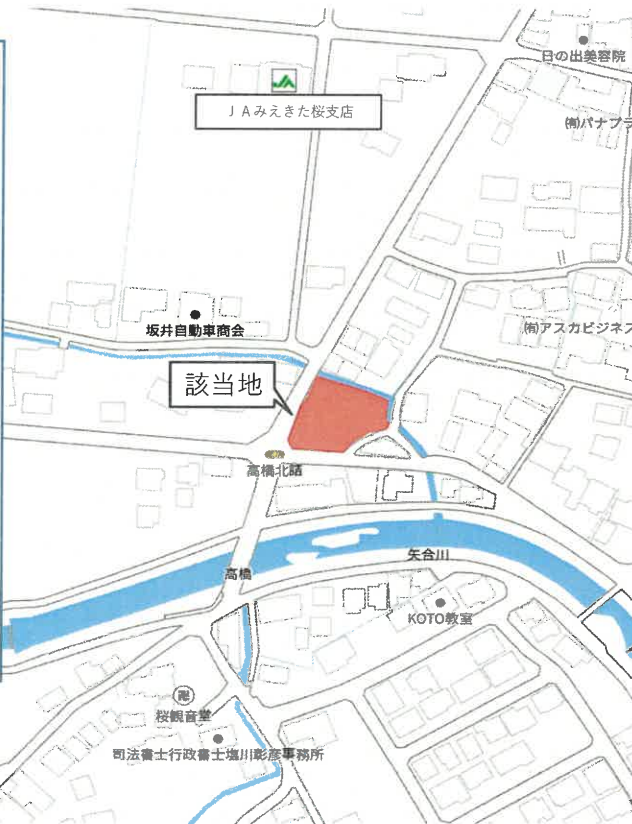 日の出美容院
JAみえきた桜支店
㈲パナプラ
坂井自動車商会
㈲アスカビジネス
該当地
高橋北詰
矢合川
高橋
KOTO教室
卍
桜観音堂
司法書士行政書士塩川彰彦事務所